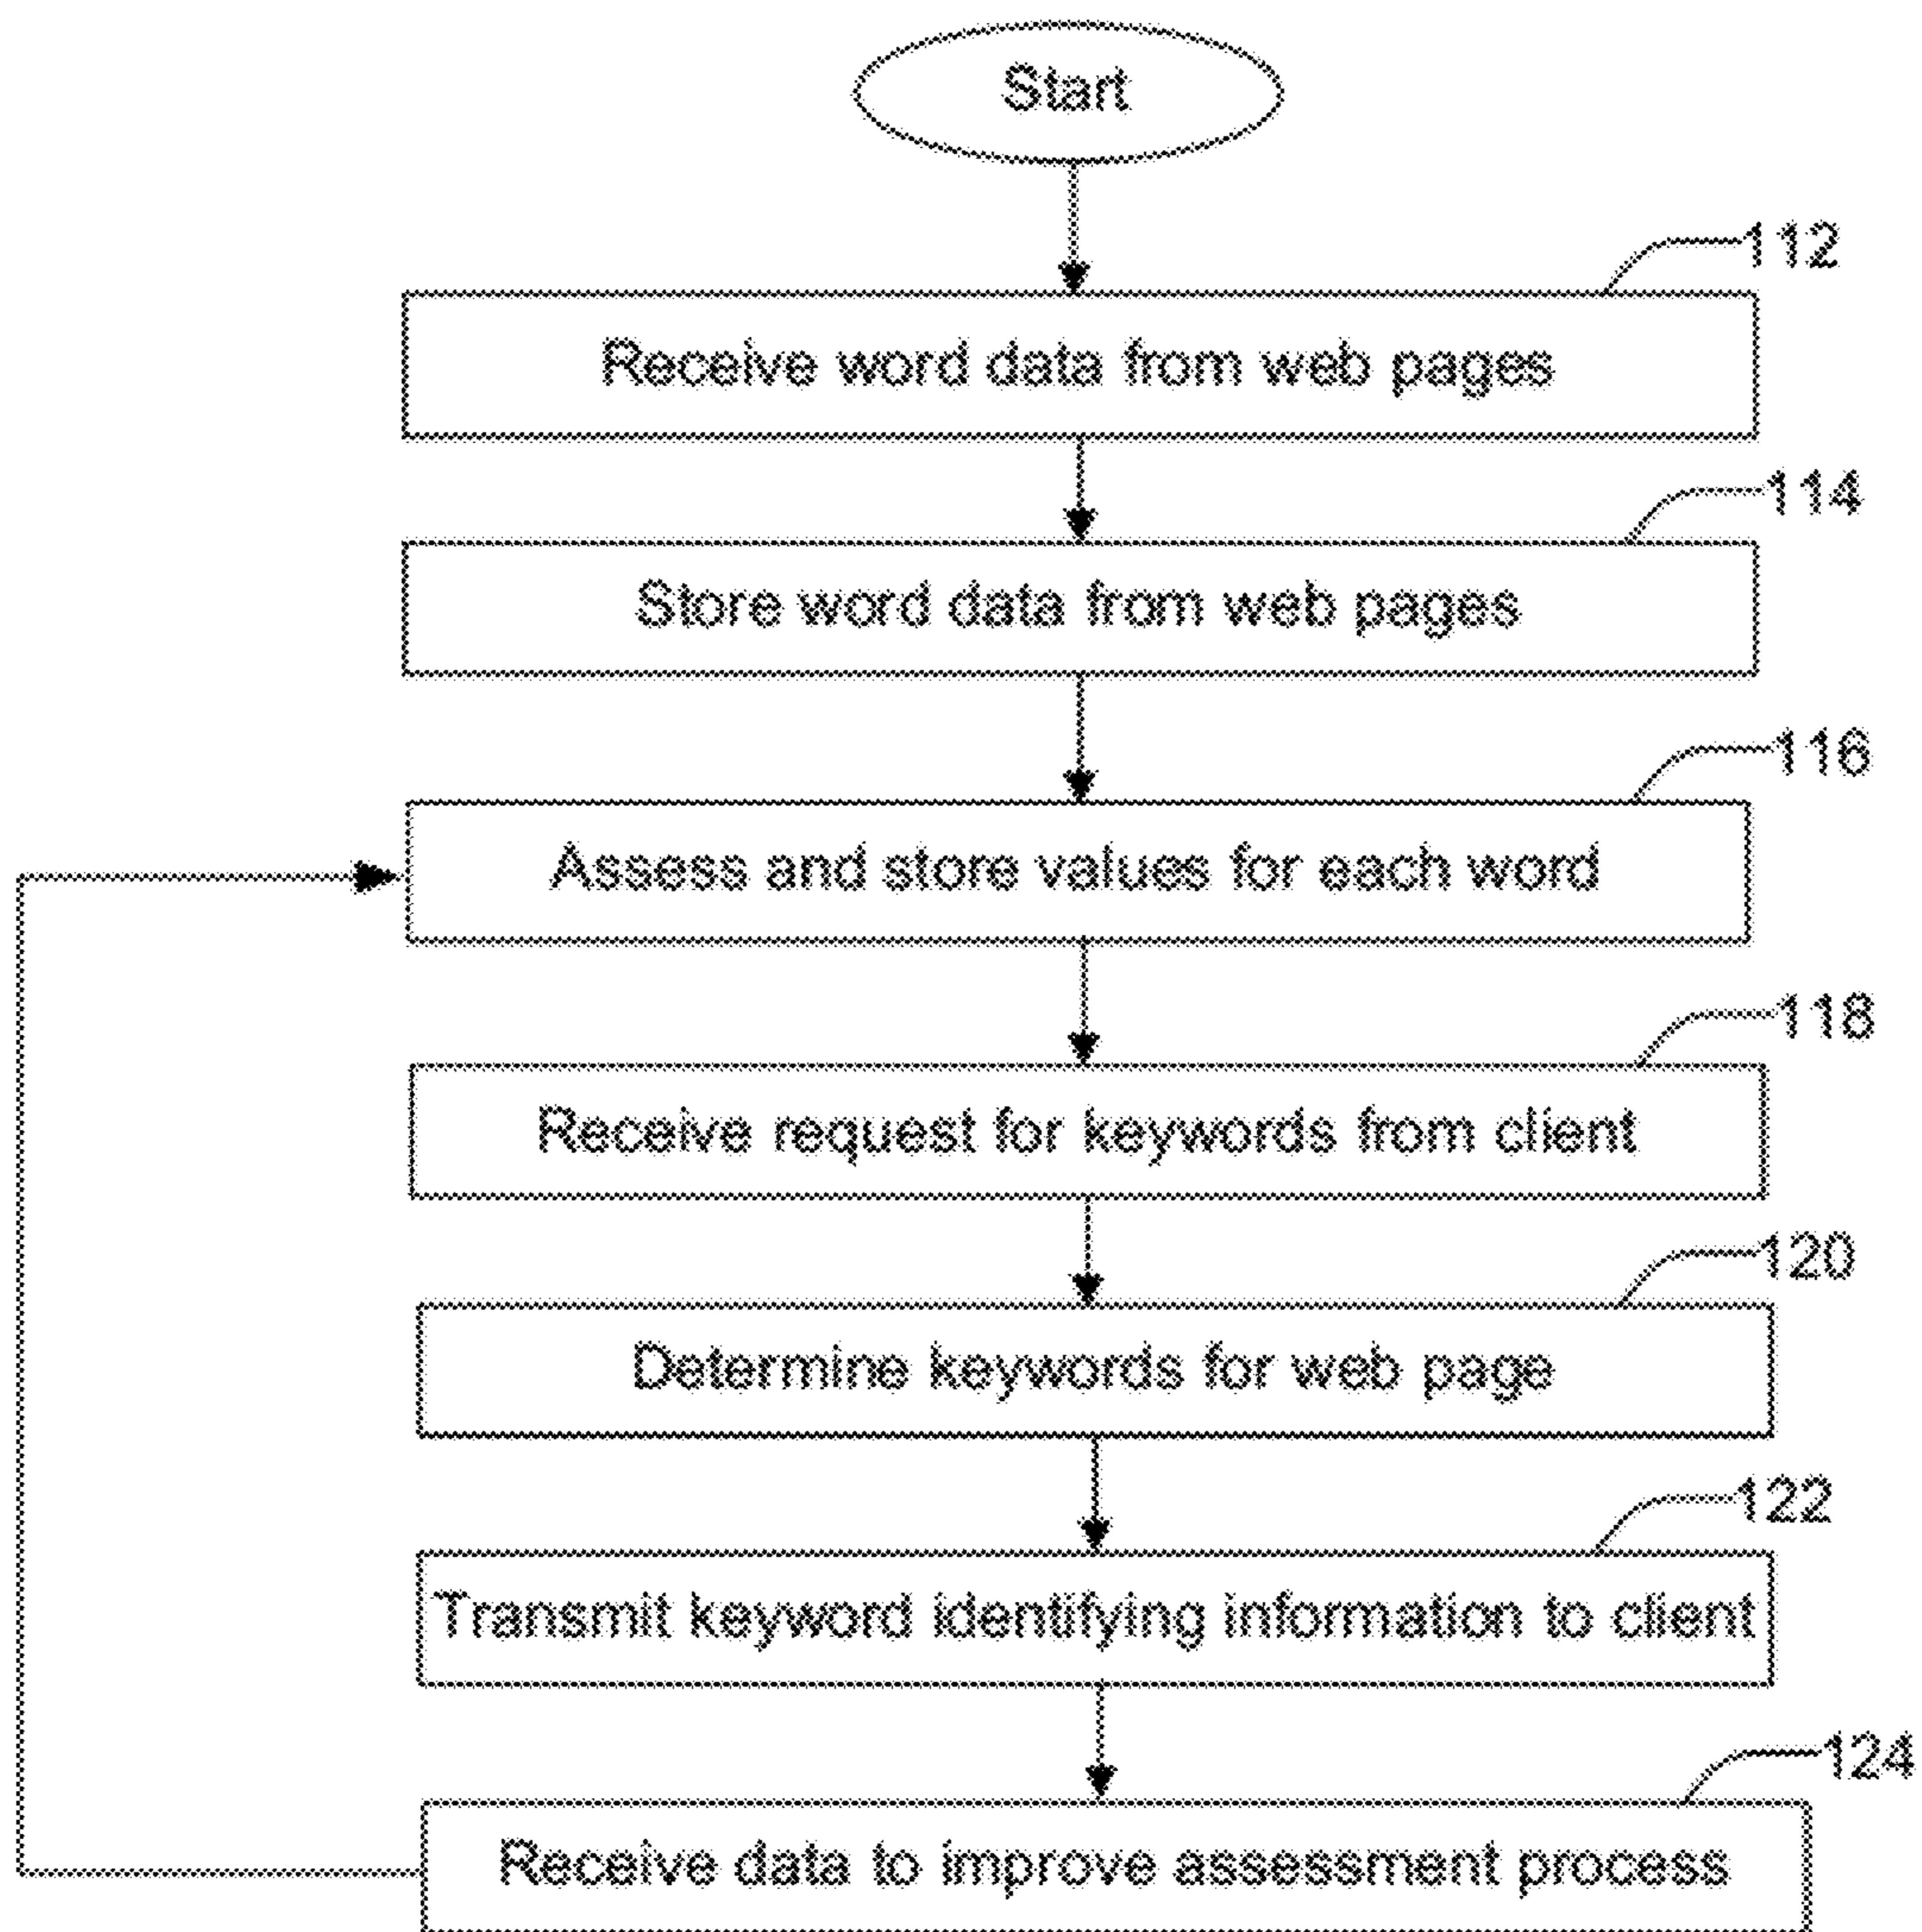 Start
112
Receive word data from web pages
114
Store word data from web pages
116
Assess and store values for each word
118
Receive request for keywords from client
120
Determine keywords for web page
122
Transmit keyword identifying information to client
124
Receive data to improve assessment process